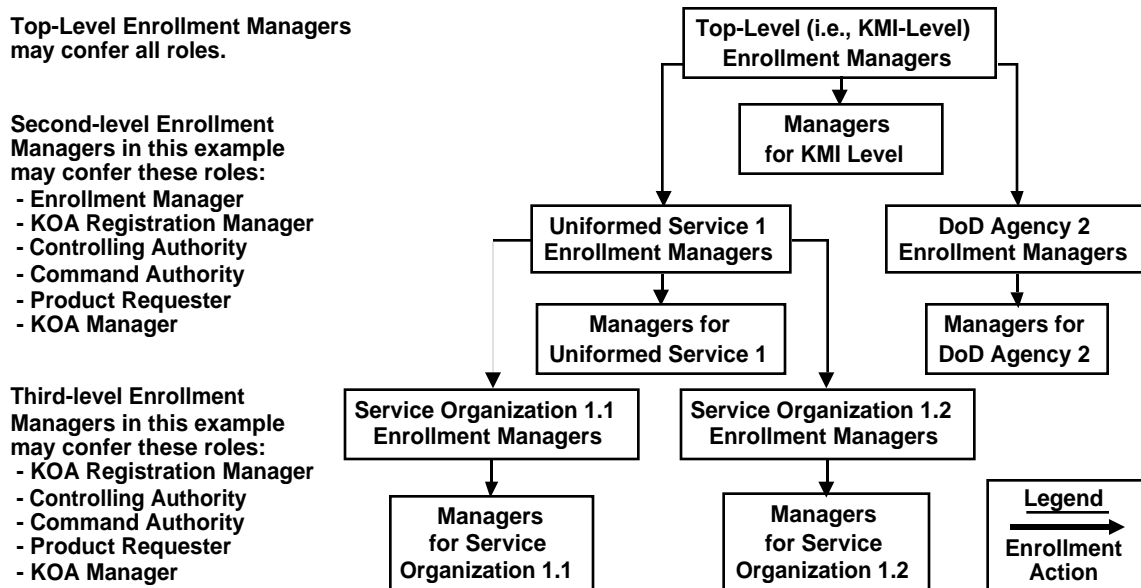 Top-Level Enrollment Managers
may confer all roles.
Top-Level (i.e., KMI-Level)
Enrollment Managers
Managers
for KMI Level
Second-level Enrollment
Managers in this example
may confer these roles:
- Enrollment Manager
- KOA Registration Manager
- Controlling Authority
- Command Authority
- Product Requester
- KOA Manager
Uniformed Service 1
Enrollment Managers
DoD Agency 2
Enrollment Managers
Managers for
Uniformed Service 1
Managers for
DoD Agency 2
Third-level Enrollment
Managers in this example
may confer these roles:
- KOA Registration Manager
- Controlling Authority
- Command Authority
- Product Requester
- KOA Manager
Service Organization 1.1
Enrollment Managers
Service Organization 1.2
Enrollment Managers
Managers
for Service
Organization 1.1
Managers
for Service
Organization 1.2
Legend
Enrollment
Action